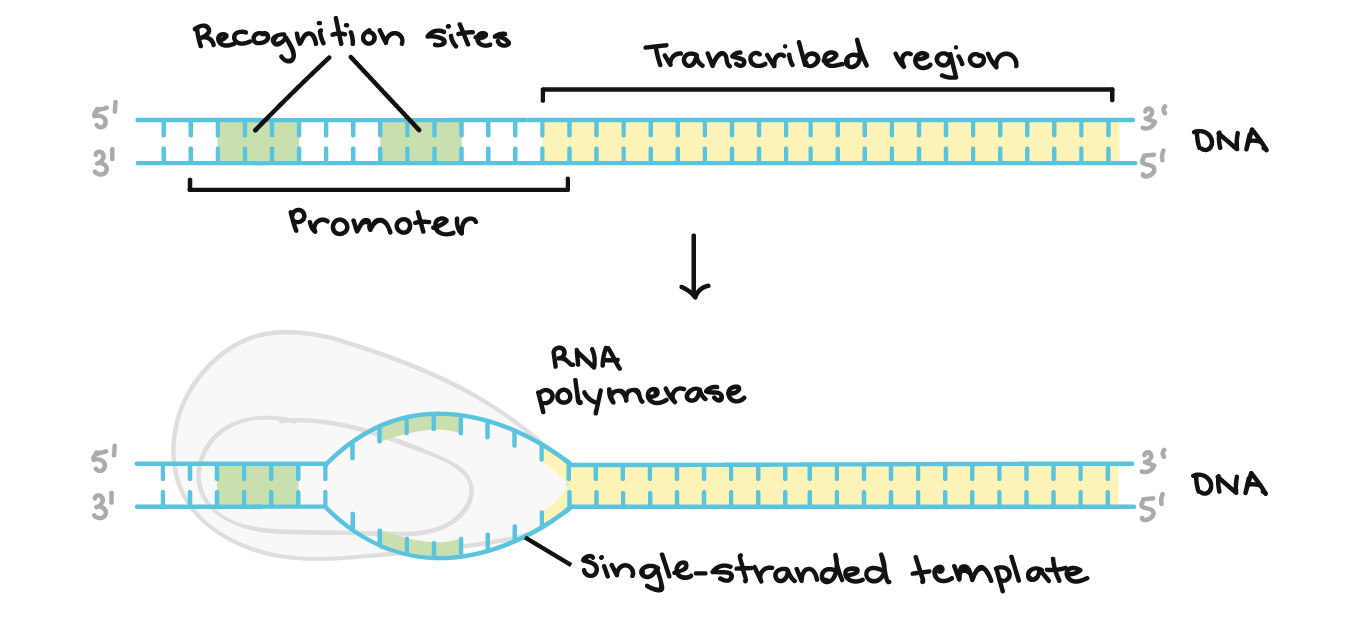 Recognition sites
Transcribed region
5' 3'
DNA
3' 5'
Promoter
RNA
polymerase
5' 3'
DNA
3' 5'
Single-stranded template